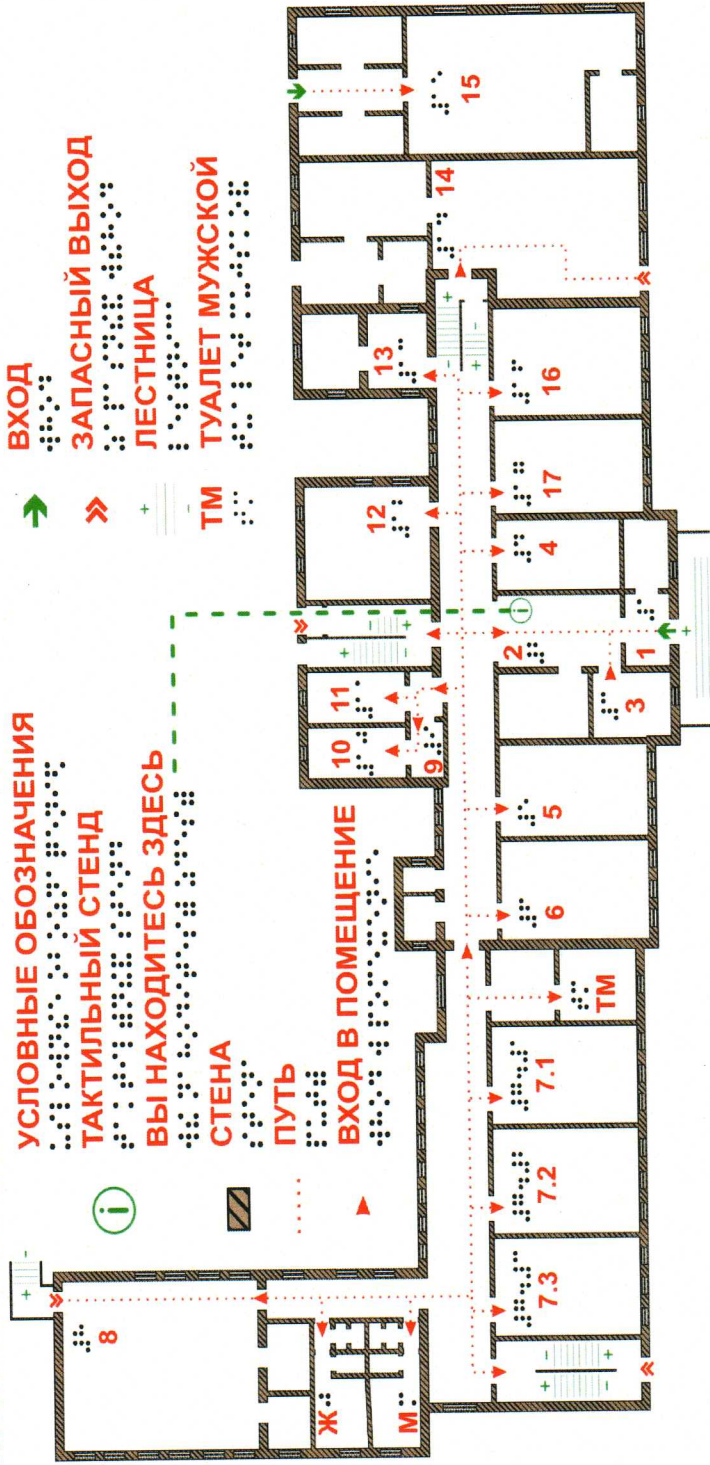 УСЛОВНЫЕ ОБОЗНАЧЕНИЯ
ТАКТИЛЬНЫЙ СТЕНД
ВЫ НАХОДИТЕСЬ ЗДЕСЬ
СТЕНА
ПУТЬ
ВХОД В ПОМЕЩЕНИЕ
ВХОД
ЗАПАСНЫЙ ВЫХОД
ЛЕСТНИЦА
ТМ ТУАЛЕТ МУЖСКОЙ
8
Ж
М
7.3
7.2
7.1
ТМ
6
5
9
10
11
3
2
1
4
12
17
16
13
14
15